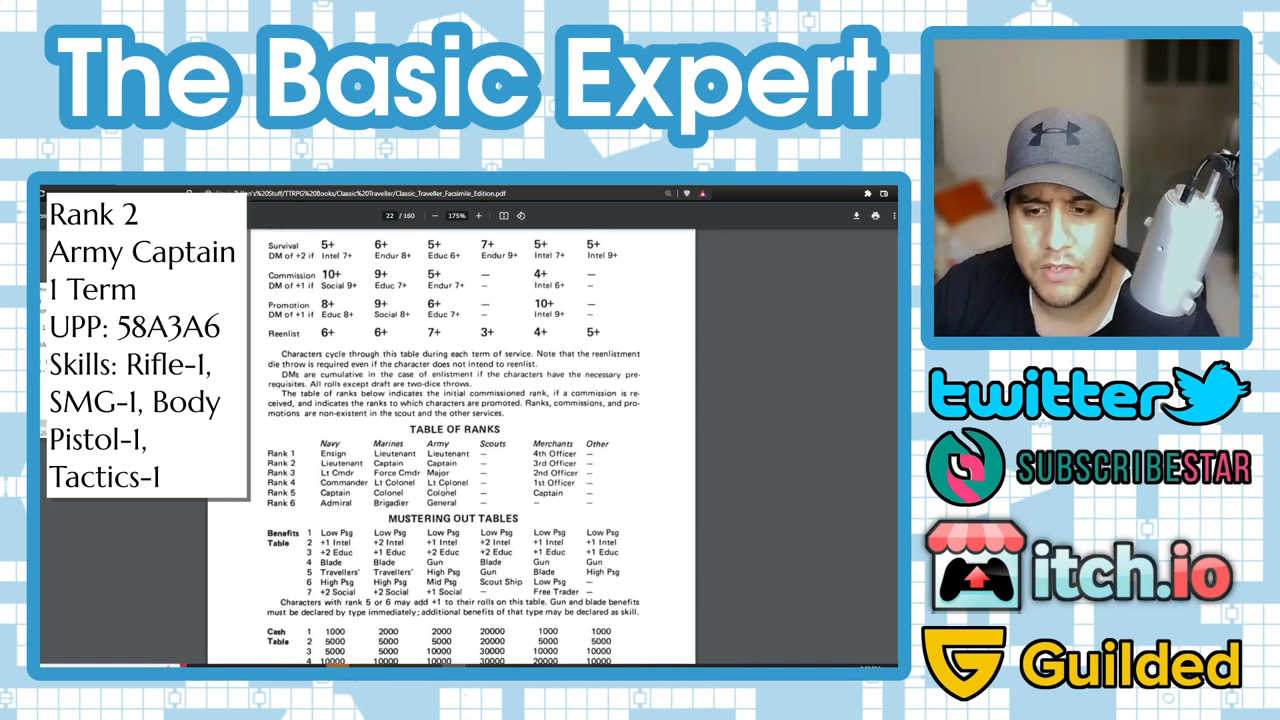 The Basic Expert
Stuff/TTRPG%20Books/Classic%20Traveller/Classic_Traveller_Facsimile_Edition.pdf
22 / 160 — 175% +
Rank 2
Army Captain
1 Term
UPP: 58A3A6
Skills: Rifle-1,
SMG-1, Body
Pistol-1,
Tactics-1
Survival 5+ 6+ 5+ 7+ 5+ 5+
DM of +2 if Intel 7+ Endur 8+ Educ 6+ Endur 9+ Intel 7+ Intel 9+
Commission 10+ 9+ 5+ — 4+ —
DM of +1 if Social 9+ Educ 7+ Endur 7+ Intel 6+
Promotion 8+ 9+ 6+ — 10+ —
DM of +1 if Educ 8+ Social 8+ Educ 7+ Intel 9+
Reenlist 6+ 6+ 7+ 3+ 4+ 5+
Characters cycle through this table during each term of service. Note that the reenlistment
die throw is required even if the character does not intend to reenlist.
DMs are cumulative in the case of enlistment if the characters have the necessary pre-
requisites. All rolls except draft are two-dice throws.
The table of ranks below indicates the initial commissioned rank, if a commission is re-
ceived, and indicates the ranks to which characters are promoted. Ranks, commissions, and pro-
motions are non-existent in the scout and the other services.
TABLE OF RANKS
Navy Marines Army Scouts Merchants Other
Rank 1 Ensign Lieutenant Lieutenant — 4th Officer —
Rank 2 Lieutenant Captain Captain — 3rd Officer —
Rank 3 Lt Cmdr Force Cmdr Major — 2nd Officer —
Rank 4 Commander Lt Colonel Lt Colonel — 1st Officer —
Rank 5 Captain Colonel Colonel — Captain —
Rank 6 Admiral Brigadier General — — —
MUSTERING OUT TABLES
Benefits 1 Low Psg Low Psg Low Psg Low Psg Low Psg Low Psg
Table 2 +1 Intel +2 Intel +1 Intel +2 Intel +1 Intel +1 Intel
3 +2 Educ +1 Educ +2 Educ +2 Educ +1 Educ +1 Educ
4 Blade Blade Gun Blade Gun Gun
5 Travellers' Travellers' High Psg Gun Blade High Psg
6 High Psg High Psg Mid Psg Scout Ship Low Psg —
7 +2 Social +2 Social +1 Social — Free Trader —
Characters with rank 5 or 6 may add +1 to their rolls on this table. Gun and blade benefits
must be declared by type immediately; additional benefits of that type may be declared as skill.
Cash 1 1000 2000 2000 20000 1000 1000
Table 2 5000 5000 5000 20000 5000 5000
3 5000 5000 10000 30000 10000 10000
4 10000 10000 10000 30000 20000 10000
twitter
SUBSCRIBESTAR
itch.io
Guilded